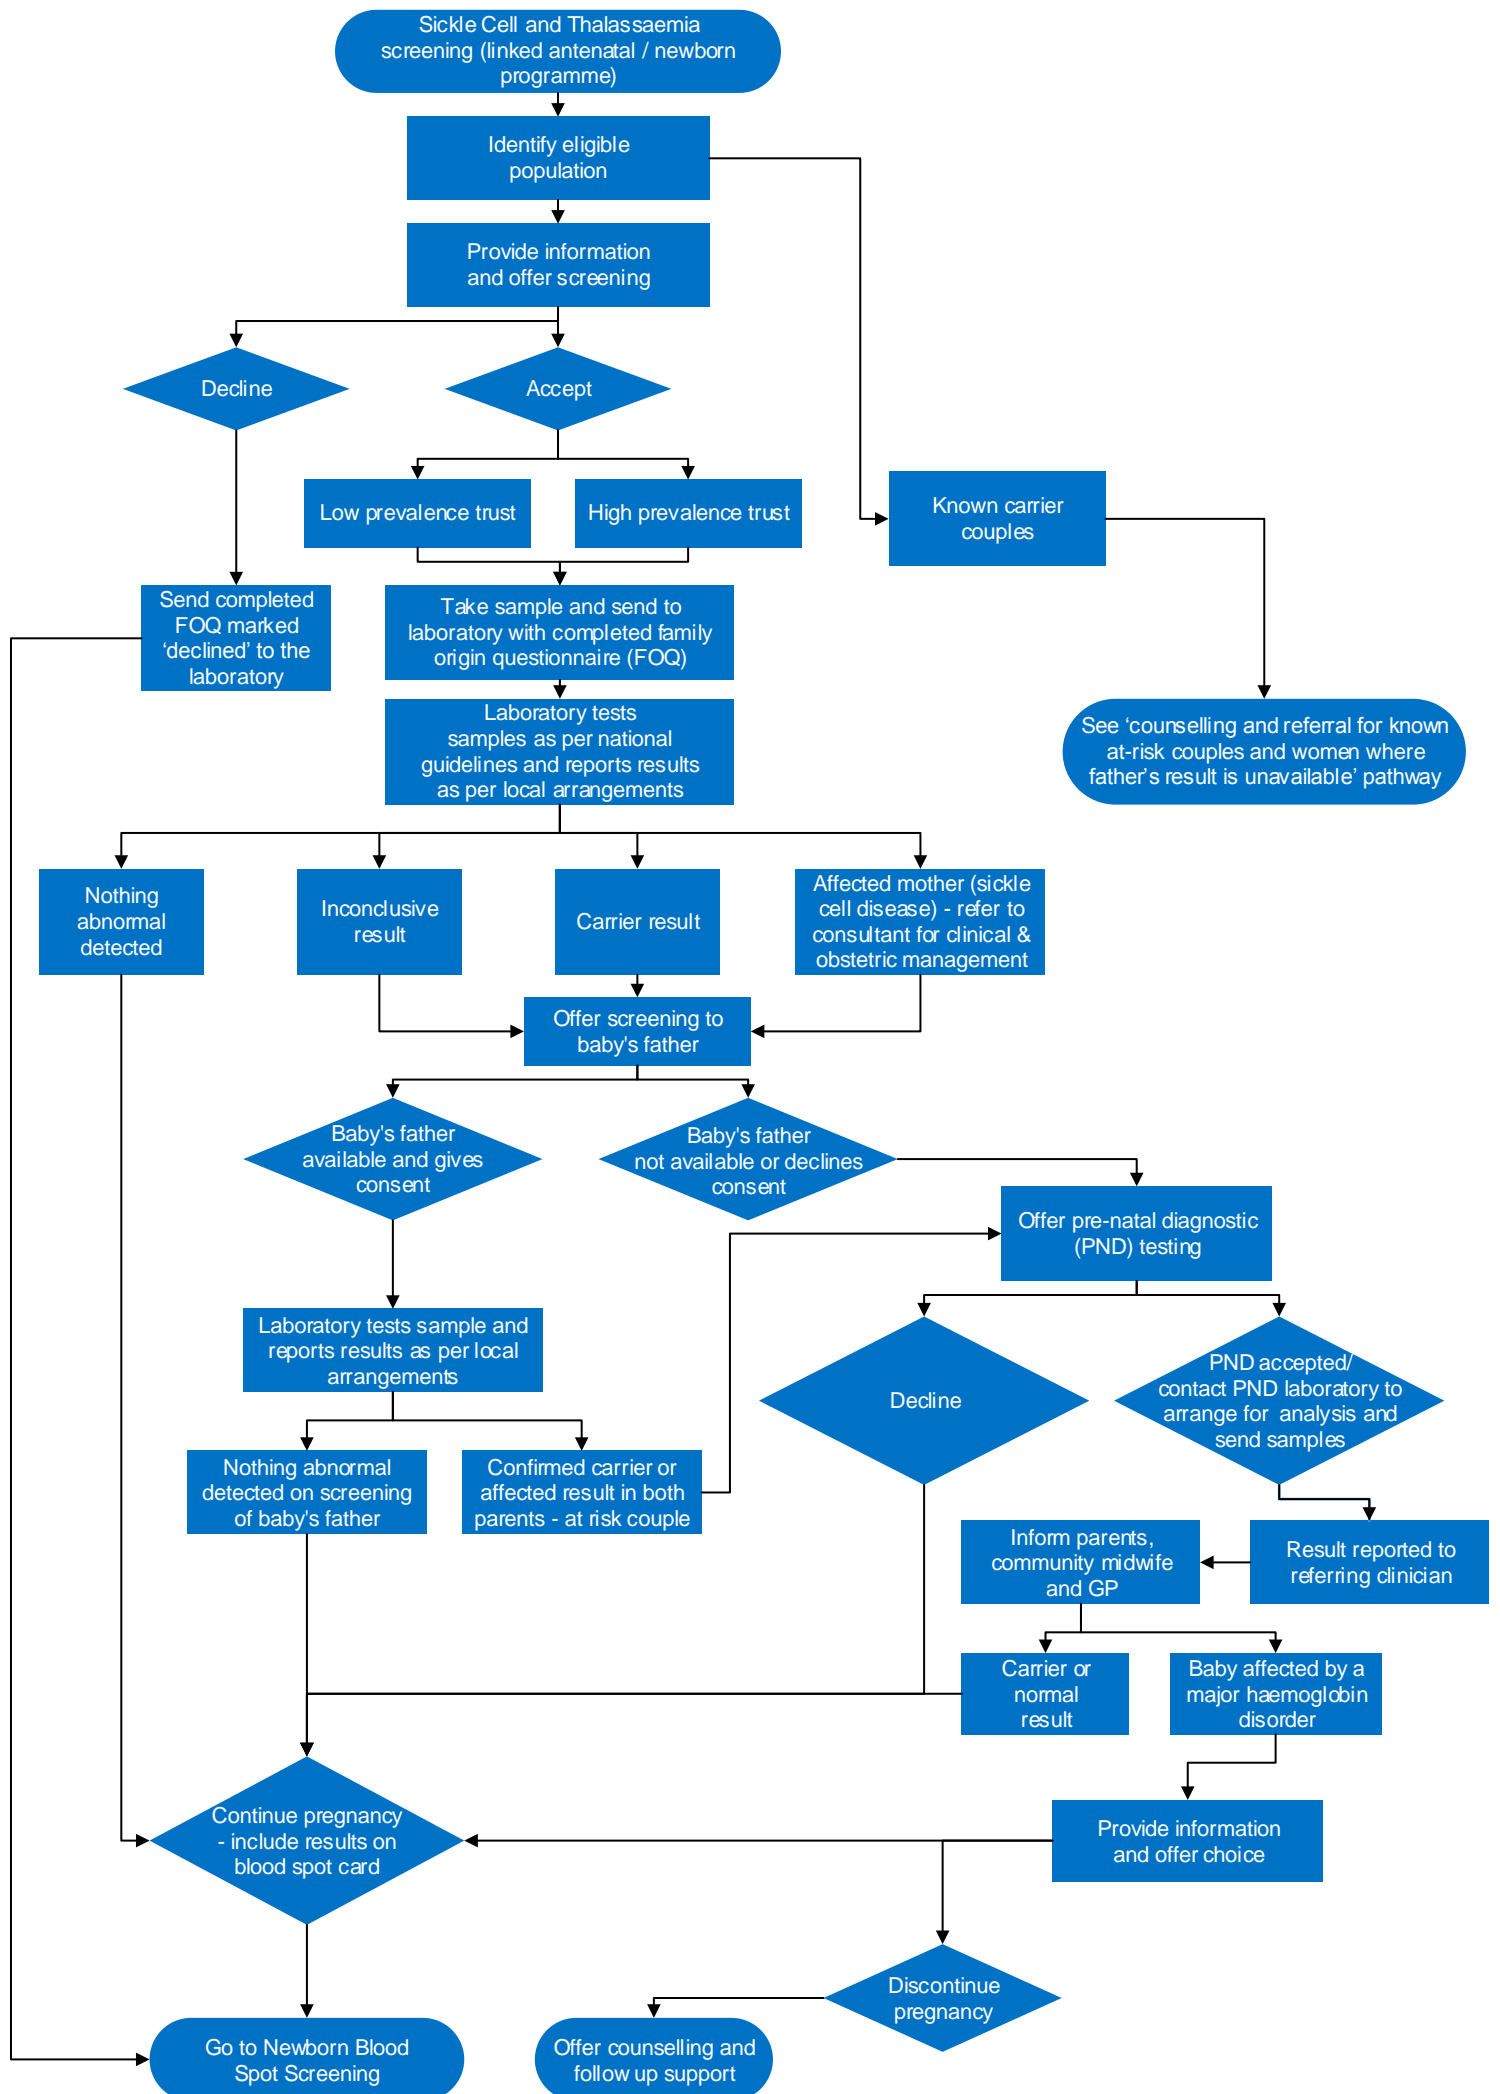 Sickle Cell and Thalassaemia
screening (linked antenatal / newborn
programme)
Identify eligible
population
Provide information
and offer screening
Decline
Accept
Low prevalence trust
High prevalence trust
Known carrier
couples
Send completed
FOQ marked
‘declined’ to the
laboratory
Take sample and send to
laboratory with completed family
origin questionnaire (FOQ)
Laboratory tests
samples as per national
guidelines and reports results
as per local arrangements
See ‘counselling and referral for known
at-risk couples and women where
father’s result is unavailable’ pathway
Nothing
abnormal
detected
Inconclusive
result
Carrier result
Affected mother (sickle
cell disease) - refer to
consultant for clinical &
obstetric management
Offer screening to
baby's father
Baby's father
available and gives
consent
Baby's father
not available or declines
consent
Offer pre-natal diagnostic
(PND) testing
Laboratory tests sample and
reports results as per local
arrangements
Decline
PND accepted/
contact PND laboratory to
arrange for analysis and
send samples
Nothing abnormal
detected on screening
of baby's father
Confirmed carrier or
affected result in both
parents - at risk couple
Inform parents,
community midwife
and GP
Result reported to
referring clinician
Carrier or
normal
result
Baby affected by a
major haemoglobin
disorder
Continue pregnancy
- include results on
blood spot card
Provide information
and offer choice
Discontinue
pregnancy
Go to Newborn Blood
Spot Screening
Offer counselling and
follow up support